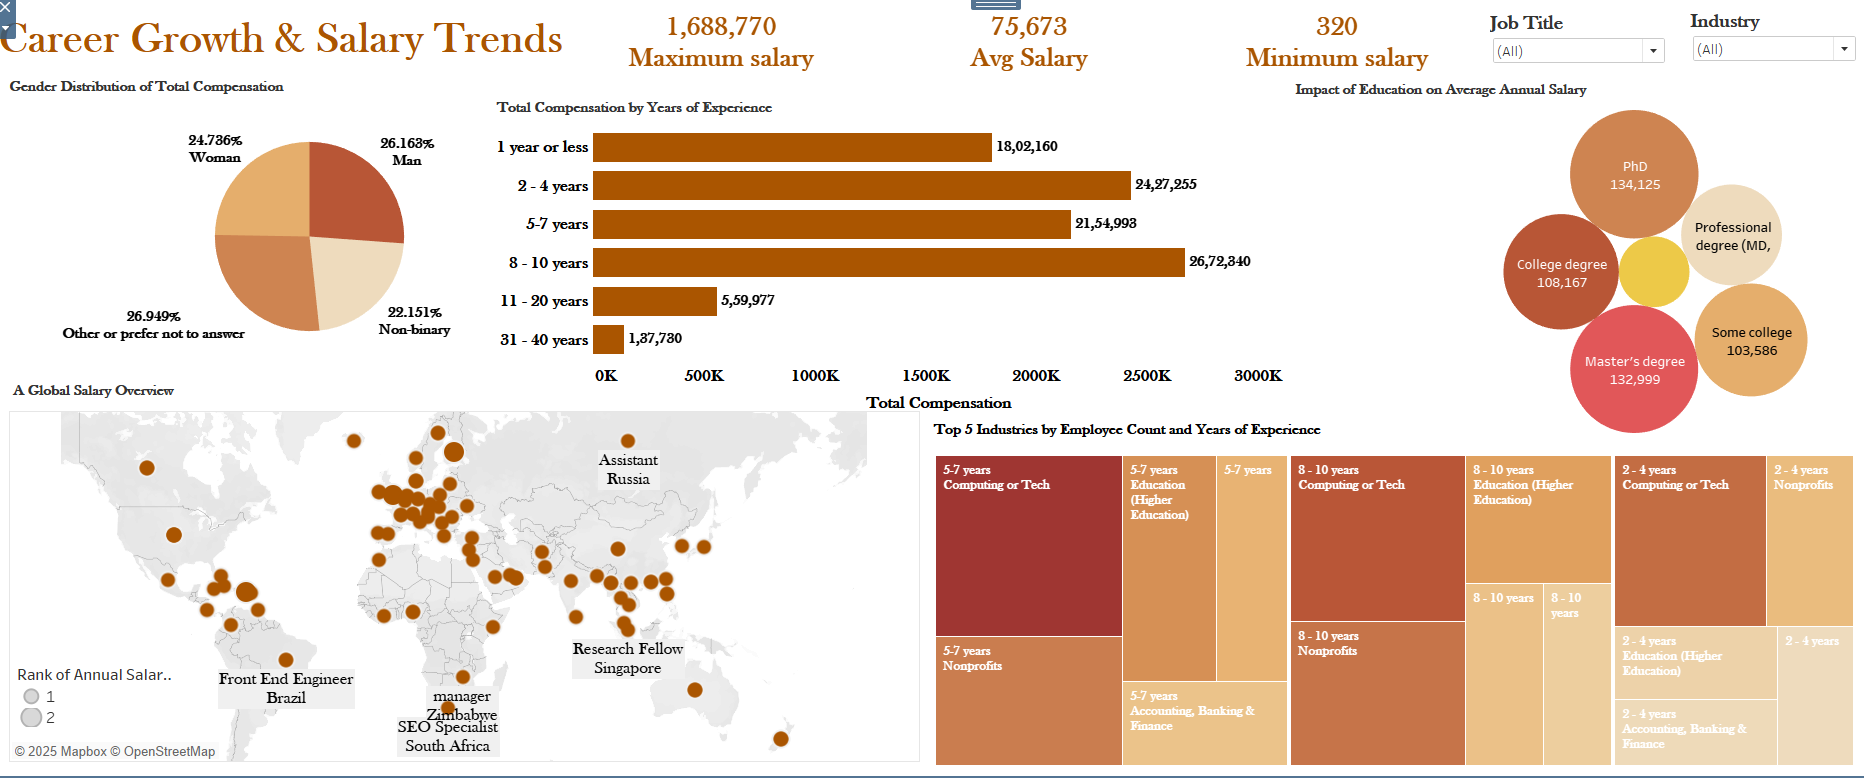 Career Growth & Salary Trends
1,688,770
Maximum salary
75,673
Avg Salary
320
Minimum salary
Job Title
(All)
Industry
(All)
Gender Distribution of Total Compensation
24.736%
Woman
26.163%
Man
26.949%
Other or prefer not to answer
22.151%
Non-binary
Total Compensation by Years of Experience
1 year or less
18,02,160
2 - 4 years
24,27,255
5-7 years
21,54,993
8 - 10 years
26,72,340
11 - 20 years
5,59,977
31 - 40 years
1,37,730
0K
500K
1000K
1500K
2000K
2500K
3000K
Total Compensation
Impact of Education on Average Annual Salary
PhD
134,125
Professional
degree (MD,
College degree
108,167
Some college
103,586
Master's degree
132,999
A Global Salary Overview
Assistant
Russia
Research Fellow
Singapore
Front End Engineer
Brazil
manager
Zimbabwe
SEO Specialist
South Africa
Rank of Annual Salar..
1
2
© 2025 Mapbox © OpenStreetMap
Top 5 Industries by Employee Count and Years of Experience
5-7 years
Computing or Tech
5-7 years
Nonprofits
5-7 years
Education
(Higher
Education)
5-7 years
5-7 years
Accounting, Banking &
Finance
8 - 10 years
Computing or Tech
8 - 10 years
Nonprofits
8 - 10 years
Education (Higher
Education)
8 - 10 years
8 - 10
years
2 - 4 years
Computing or Tech
2 - 4 years
Nonprofits
2 - 4 years
Education (Higher
Education)
2 - 4 years
2 - 4 years
Accounting, Banking &
Finance